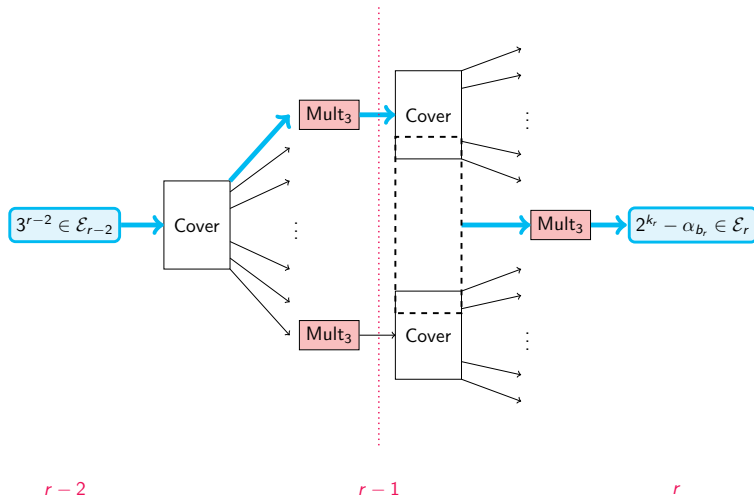 Mult₃
Cover
⋮
3^{r−2} ∈ ℰ_{r−2}
Cover
⋮
Mult₃
2^{k_r} − α_{b_r} ∈ ℰ_r
Mult₃
Cover
⋮
r − 2
r − 1
r